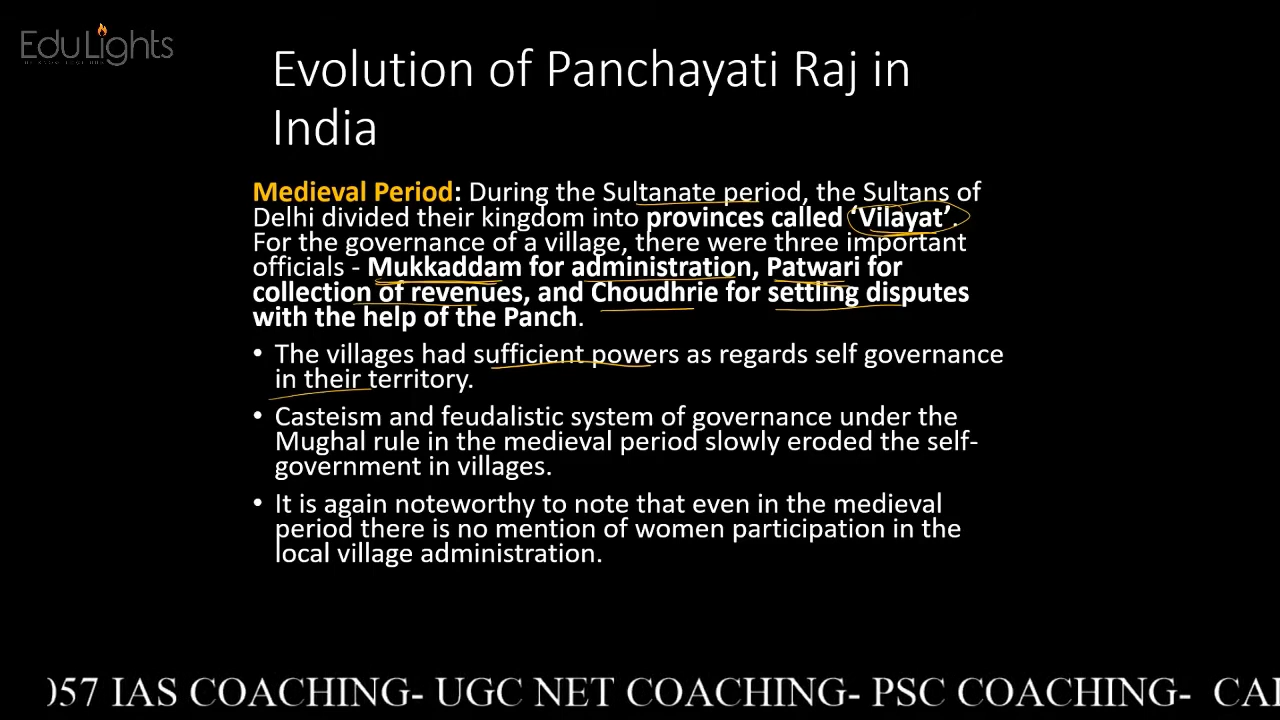 EduLights
Evolution of Panchayati Raj in
India
Medieval Period: During the Sultanate period, the Sultans of
Delhi divided their kingdom into provinces called ‘Vilayat’.
For the governance of a village, there were three important
officials - Mukkaddam for administration, Patwari for
collection of revenues, and Choudhrie for settling disputes
with the help of the Panch.
• The villages had sufficient powers as regards self governance
in their territory.
• Casteism and feudalistic system of governance under the
Mughal rule in the medieval period slowly eroded the self-
government in villages.
• It is again noteworthy to note that even in the medieval
period there is no mention of women participation in the
local village administration.
057 IAS COACHING- UGC NET COACHING- PSC COACHING-